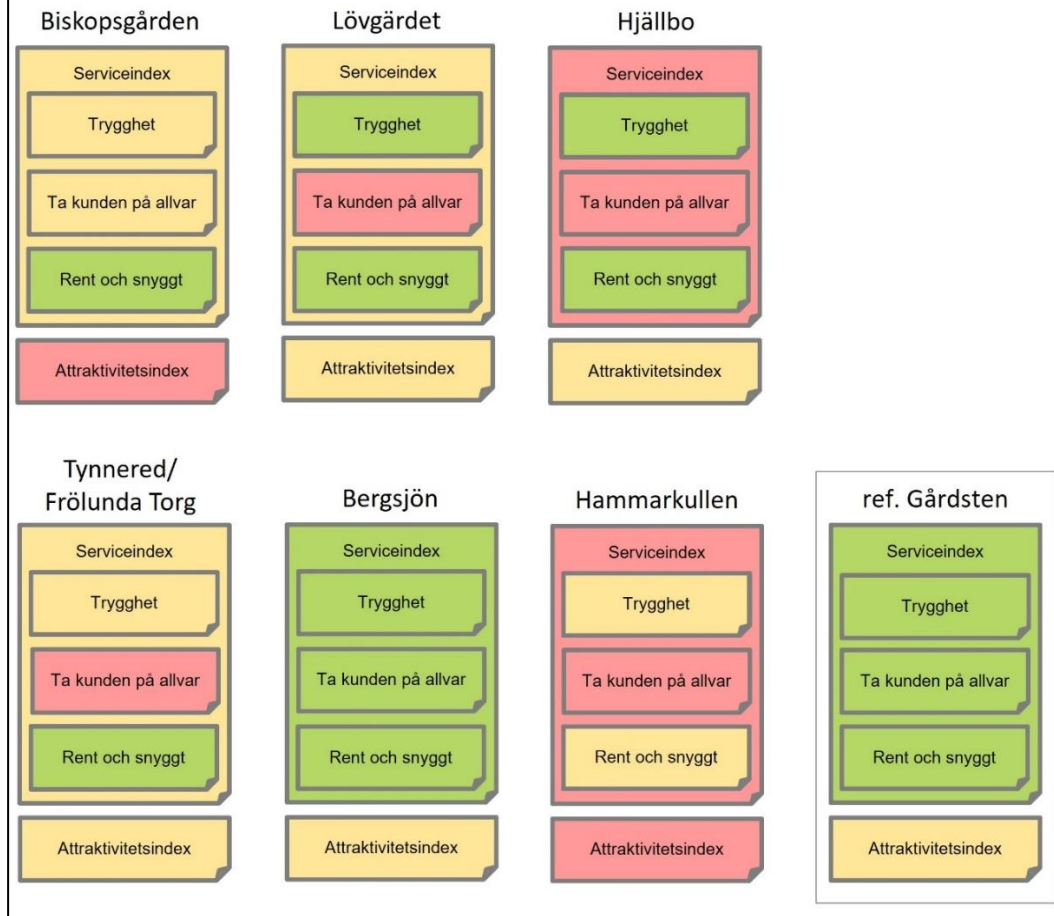 Biskopsgården
Serviceindex
Trygghet
Ta kunden på allvar
Rent och snyggt
Attraktivitetsindex
Lövgärdet
Serviceindex
Trygghet
Ta kunden på allvar
Rent och snyggt
Attraktivitetsindex
Hjällbo
Serviceindex
Trygghet
Ta kunden på allvar
Rent och snyggt
Attraktivitetsindex
Tynnered/
Frölunda Torg
Serviceindex
Trygghet
Ta kunden på allvar
Rent och snyggt
Attraktivitetsindex
Bergsjön
Serviceindex
Trygghet
Ta kunden på allvar
Rent och snyggt
Attraktivitetsindex
Hammarkullen
Serviceindex
Trygghet
Ta kunden på allvar
Rent och snyggt
Attraktivitetsindex
ref. Gårdsten
Serviceindex
Trygghet
Ta kunden på allvar
Rent och snyggt
Attraktivitetsindex